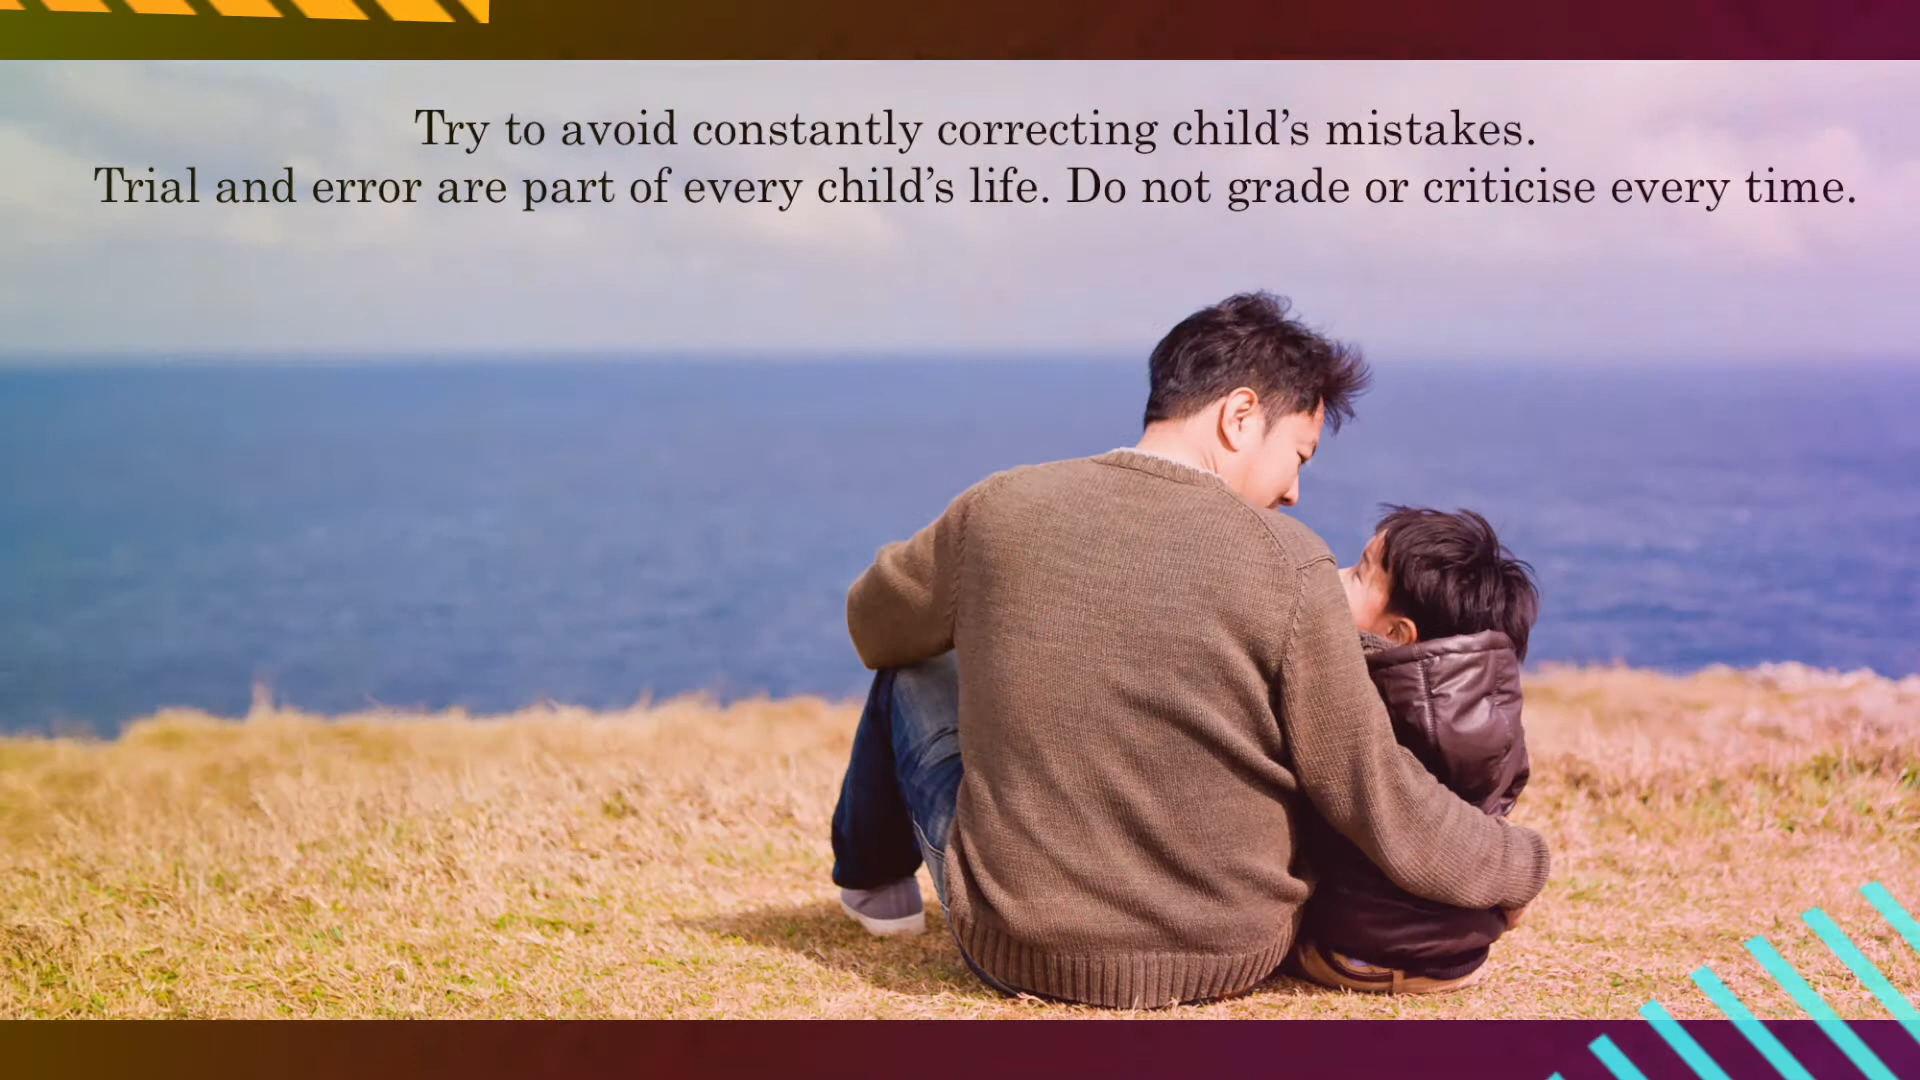 Try to avoid constantly correcting child’s mistakes.
Trial and error are part of every child’s life. Do not grade or criticise every time.